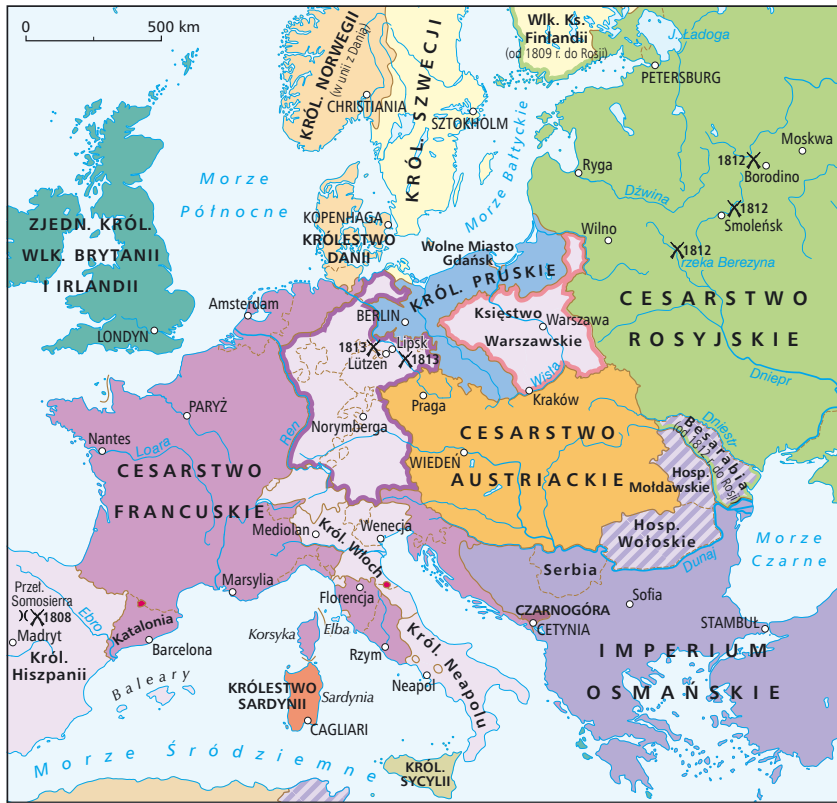 0 500 km
KRÓL. NORWEGII
(w unii z Danią)
CHRISTIANIA
KRÓL. SZWECJI
SZTOKHOLM
Wlk. Ks.
Finlandii
(od 1809 r. do Rosji)
J. Ładoga
PETERSBURG
Morze Bałtyckie
Ryga
Dźwina
1812
Borodino
Moskwa
1812
Smoleńsk
Wilno
1812
rzeka Berezyna
CESARSTWO
ROSYJSKIE
Dniepr
Morze
Północne
ZJEDN. KRÓL.
WLK. BRYTANII
I IRLANDII
LONDYN
KOPENHAGA
KRÓLESTWO
DANII
Wolne Miasto
Gdańsk
KRÓL. PRUSKIE
BERLIN
Amsterdam
Księstwo
Warszawskie
Warszawa
Wisła
Kraków
1813
Lützen
Lipsk
1813
Praga
Norymberga
Ren
PARYŻ
Nantes
Loara
CESARSTWO
FRANCUSKIE
CESARSTWO
AUSTRIACKIE
WIEDEŃ
Dniestr
Besarabia
(od 1812 r. do Rosji)
Hosp.
Mołdawskie
Hosp.
Wołoskie
Dunaj
Morze
Czarne
Mediolan
Wenecja
Król. Włoch
Marsylia
Florencja
Serbia
Sofia
CZARNOGÓRA
CETYNIA
STAMBUŁ
IMPERIUM
OSMAŃSKIE
Przeł.
Somosierra
1808
Ebro
Madryt
Król.
Hiszpanii
Katalonia
Barcelona
Baleary
Korsyka
Elba
Rzym
Neapol
Król. Neapolu
KRÓLESTWO
SARDYNII
Sardynia
CAGLIARI
Morze Śródziemne
KRÓL.
SYCYLII